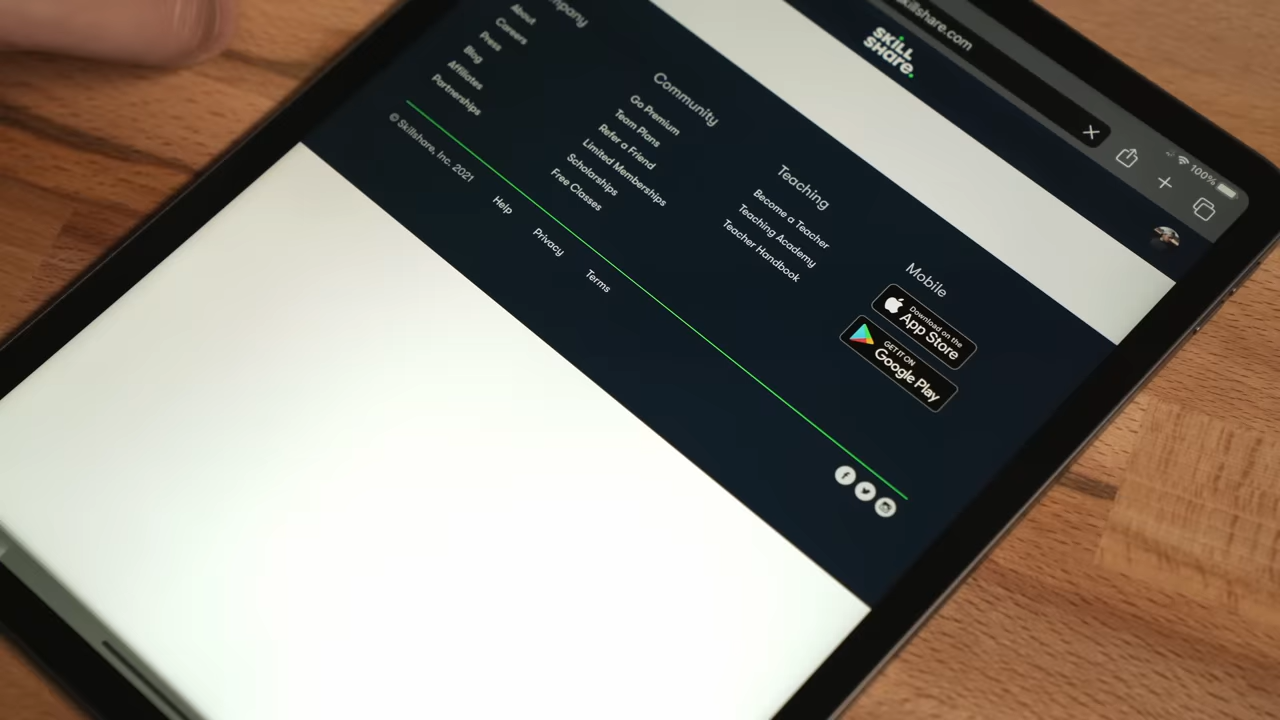 skillshare.com
100%
SKILL
SHARE.
About
Careers
Press
Blog
Affiliates
Partnerships
Community
Go Premium
Team Plans
Refer a Friend
Limited Memberships
Scholarships
Free Classes
Teaching
Become a Teacher
Teaching Academy
Teacher Handbook
Mobile
Download on the
App Store
GET IT ON
Google Play
© Skillshare, Inc. 2021
Help
Privacy
Terms